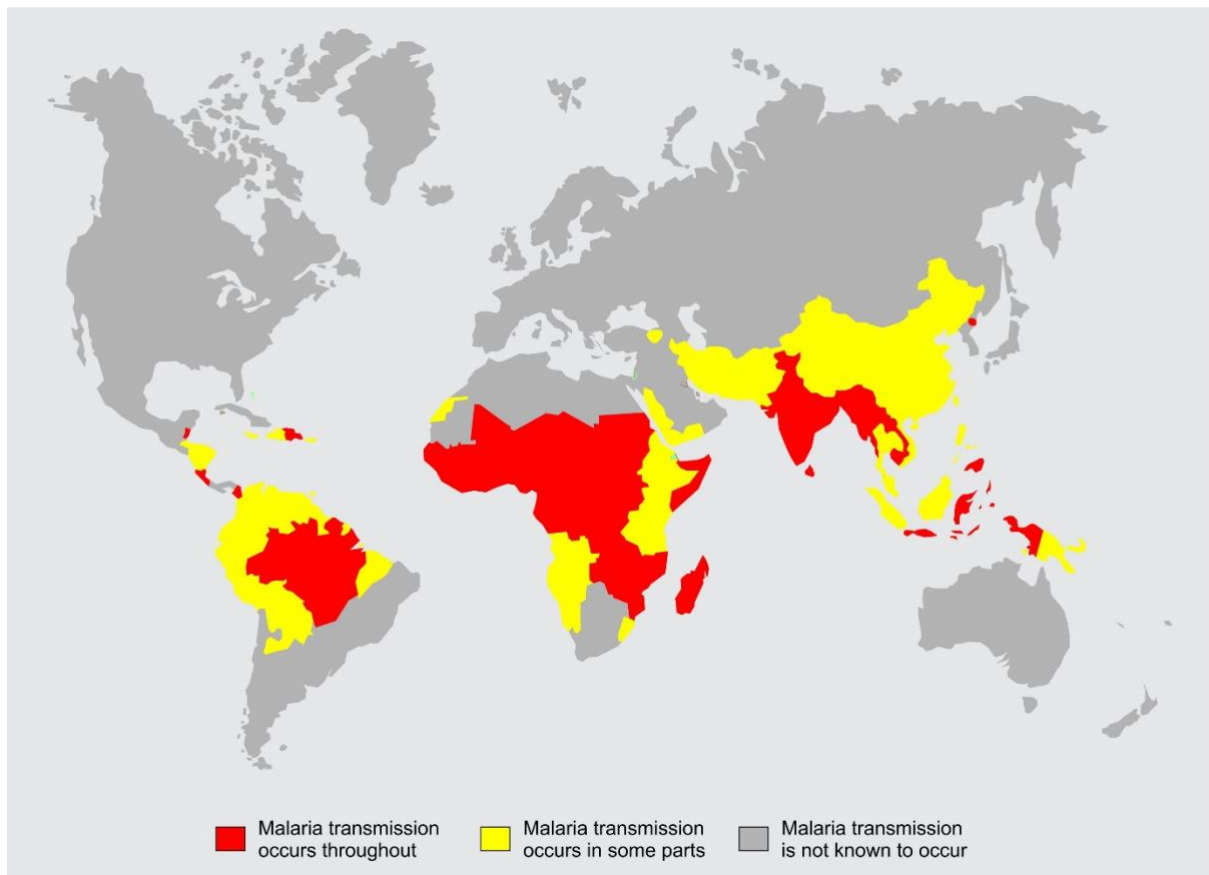 Malaria transmission
occurs throughout
Malaria transmission
occurs in some parts
Malaria transmission
is not known to occur